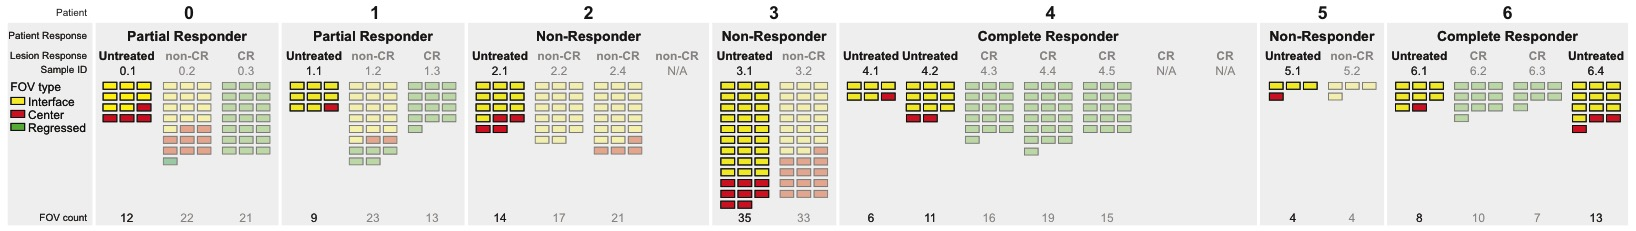 Patient 0 1 2 3 4 5 6
Patient Response Partial Responder Partial Responder Non-Responder Non-Responder Complete Responder Non-Responder Complete Responder
Lesion Response Untreated non-CR CR Untreated non-CR CR Untreated non-CR non-CR non-CR Untreated non-CR Untreated Untreated CR CR CR CR CR Untreated non-CR Untreated CR CR Untreated
Sample ID 0.1 0.2 0.3 1.1 1.2 1.3 2.1 2.2 2.4 N/A 3.1 3.2 4.1 4.2 4.3 4.4 4.5 N/A N/A 5.1 5.2 6.1 6.2 6.3 6.4
FOV type
Interface
Center
Regressed
FOV count 12 22 21 9 23 13 14 17 21 35 33 6 11 16 19 15 4 4 8 10 7 13